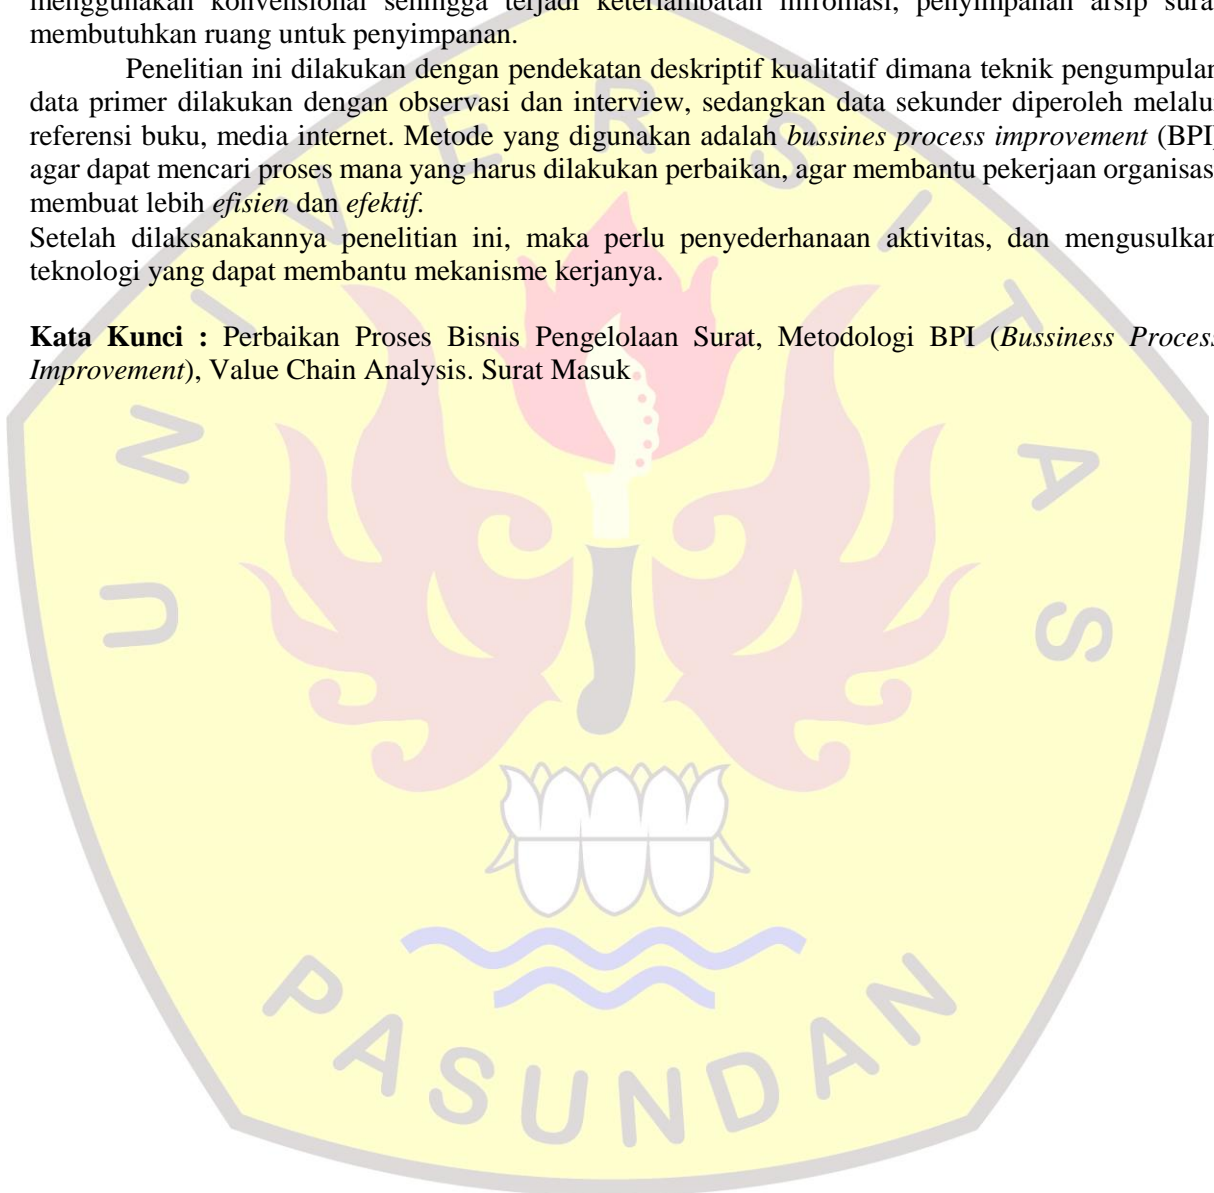 menggunakan konvensional sehingga terjadi keterlambatan infromasi, penyimpanan arsip sura
membutuhkan ruang untuk penyimpanan.
Penelitian ini dilakukan dengan pendekatan deskriptif kualitatif dimana teknik pengumpulan
data primer dilakukan dengan observasi dan interview, sedangkan data sekunder diperoleh melalu
referensi buku, media internet. Metode yang digunakan adalah bussines process improvement (BPI
agar dapat mencari proses mana yang harus dilakukan perbaikan, agar membantu pekerjaan organisas
membuat lebih efisien dan efektif.
Setelah dilaksanakannya penelitian ini, maka perlu penyederhanaan aktivitas, dan mengusulkan
teknologi yang dapat membantu mekanisme kerjanya.
Kata Kunci : Perbaikan Proses Bisnis Pengelolaan Surat, Metodologi BPI (Bussiness Process
Improvement), Value Chain Analysis. Surat Masuk
UNIVERSITAS
PASUNDAN